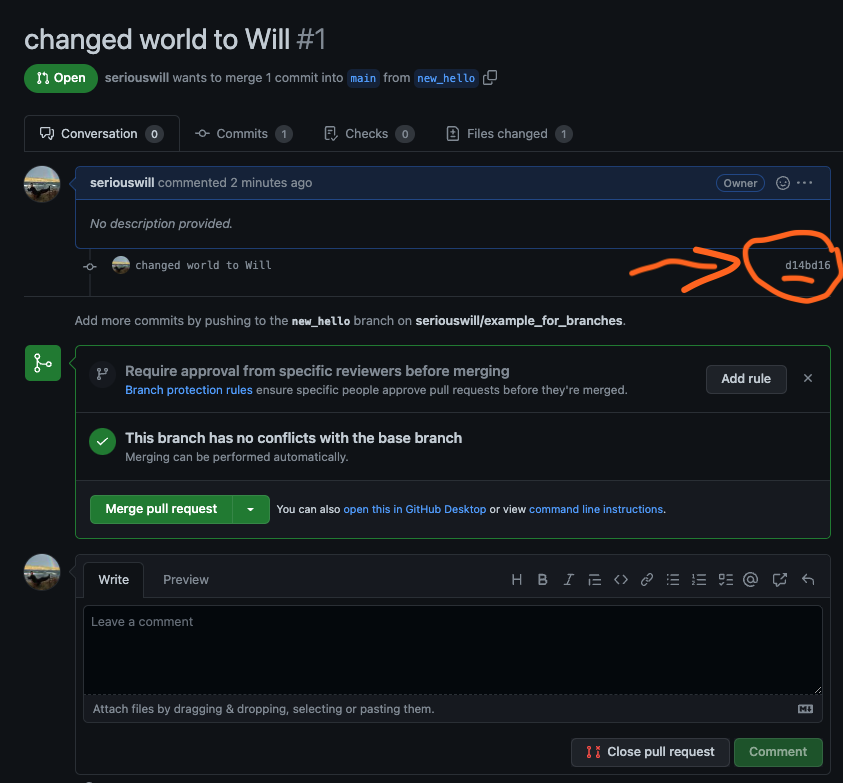 changed world to Will #1
Open seriouswill wants to merge 1 commit into main from new_hello
Conversation 0 Commits 1 Checks 0 Files changed 1
seriouswill commented 2 minutes ago Owner
No description provided.
changed world to Will d14bd16
Add more commits by pushing to the new_hello branch on seriouswill/example_for_branches.
Require approval from specific reviewers before merging
Branch protection rules ensure specific people approve pull requests before they're merged.
Add rule
This branch has no conflicts with the base branch
Merging can be performed automatically.
Merge pull request You can also open this in GitHub Desktop or view command line instructions.
Write Preview
Leave a comment
Attach files by dragging & dropping, selecting or pasting them.
Close pull request Comment